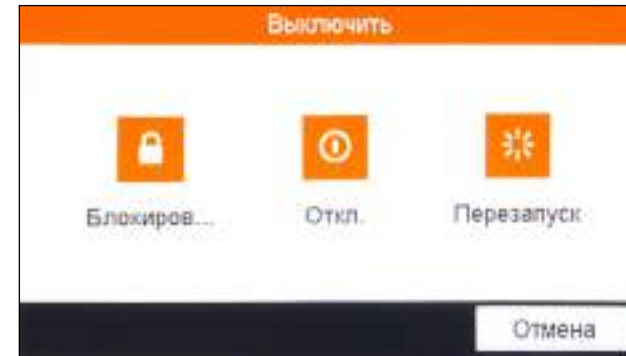 Выключить
Блокиров...
Откл.
Перезапуск
Отмена